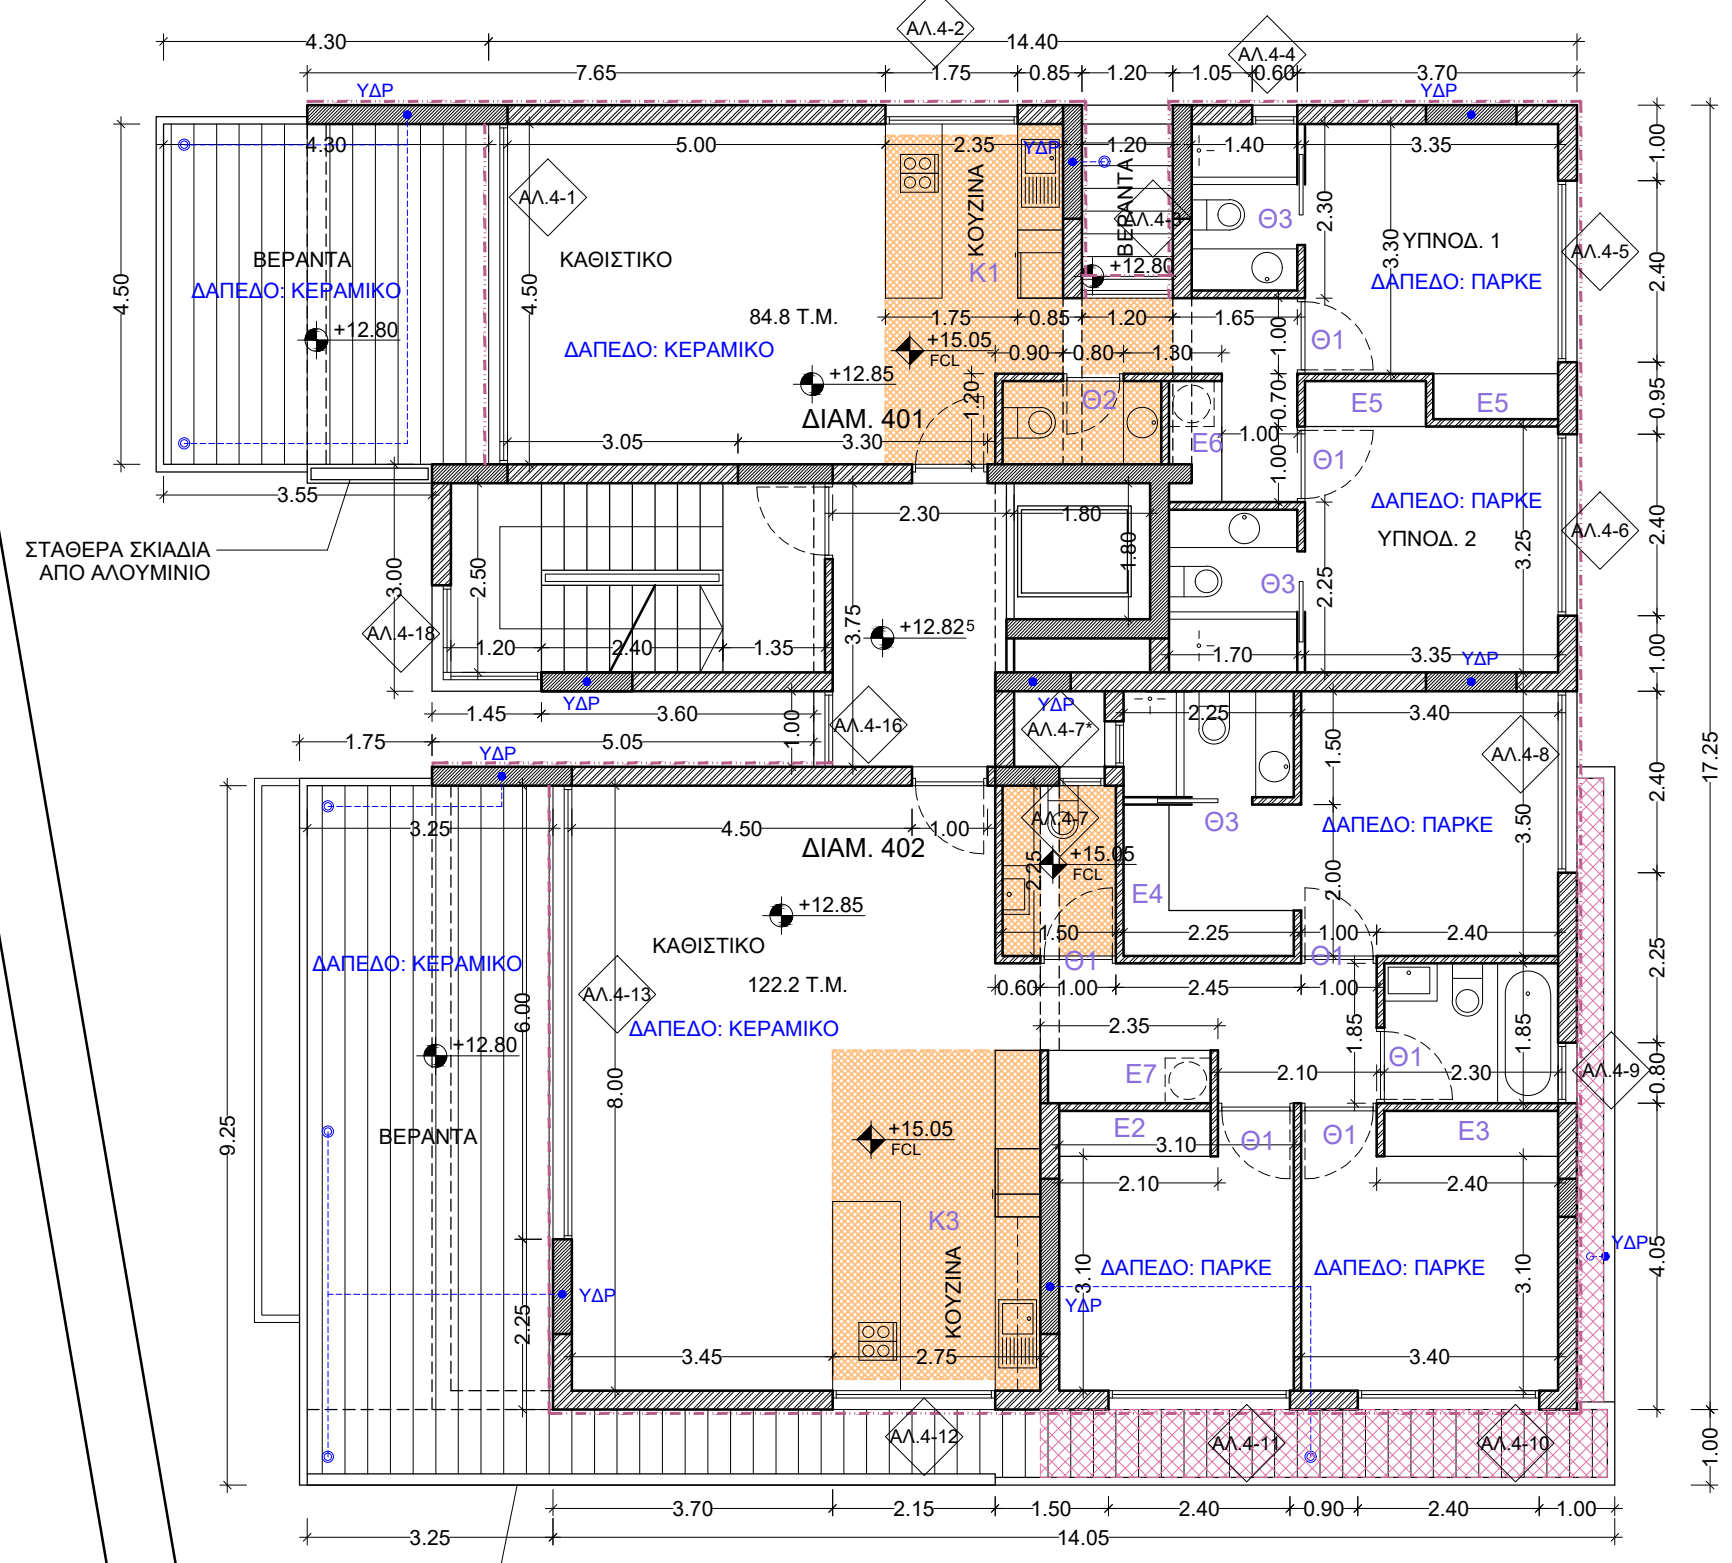 ΑΛ.4-2
4.30
14.40
ΑΛ.4-4
7.65
1.75
0.85
1.20
1.05
0.60
3.70
ΥΔΡ
ΥΔΡ
4.30
5.00
2.35
ΥΔΡ
1.20
1.40
3.35
1.00
4.50
4.50
ΑΛ.4-1
ΚΟΥΖΙΝΑ
ΒΕΡΑΝΤΑ
ΑΛ.4-
Θ3
2.30
3.30
ΥΠΝΟΔ. 1
ΑΛ.4-5
2.40
ΒΕΡΑΝΤΑ
ΚΑΘΙΣΤΙΚΟ
Κ1
+12.80
ΔΑΠΕΔΟ: ΚΕΡΑΜΙΚΟ
ΔΑΠΕΔΟ: ΠΑΡΚΕ
+12.80
84.8 Τ.Μ.
1.75
0.85
1.20
1.65
1.00
Θ1
ΔΑΠΕΔΟ: ΚΕΡΑΜΙΚΟ
+15.05
FCL
0.90
0.80
1.30
+12.85
1.20
Θ2
0.70
Ε5
Ε5
0.95
ΔΙΑΜ. 401
3.05
3.30
Ε6
1.00
1.00
Θ1
17.25
3.55
2.30
1.80
ΔΑΠΕΔΟ: ΠΑΡΚΕ
ΥΠΝΟΔ. 2
ΑΛ.4-6
2.40
ΣΤΑΘΕΡΑ ΣΚΙΑΔΙΑ
ΑΠΟ ΑΛΟΥΜΙΝΙΟ
3.00
2.50
1.80
Θ3
2.25
3.25
ΑΛ.4-18
3.75
+12.82⁵
1.20
2.40
1.35
1.70
3.35
ΥΔΡ
1.00
ΥΔΡ
ΥΔΡ
1.45
3.60
1.00
ΑΛ.4-16
ΑΛ.4-7*
2.25
3.40
1.75
5.05
ΥΔΡ
1.50
ΑΛ.4-8
2.40
3.25
4.50
1.00
ΑΛ.4-7
Θ3
ΔΑΠΕΔΟ: ΠΑΡΚΕ
3.50
ΔΙΑΜ. 402
2.25
+15.05
FCL
2.00
Ε4
+12.85
1.50
2.25
1.00
2.40
2.25
ΚΑΘΙΣΤΙΚΟ
ΔΑΠΕΔΟ: ΚΕΡΑΜΙΚΟ
Θ1
Θ1
ΑΛ.4-13
122.2 Τ.Μ.
0.60
1.00
2.45
1.00
6.00
ΔΑΠΕΔΟ: ΚΕΡΑΜΙΚΟ
2.35
1.85
1.85
+12.80
Θ1
8.00
Ε7
2.10
2.30
ΑΛ.4-9
0.80
9.25
ΒΕΡΑΝΤΑ
+15.05
FCL
Ε2
3.10
Θ1
Θ1
Ε3
2.10
2.40
Κ3
ΥΔΡ
4.05
ΔΑΠΕΔΟ: ΠΑΡΚΕ
ΔΑΠΕΔΟ: ΠΑΡΚΕ
3.10
3.10
ΥΔΡ
ΥΔΡ
ΚΟΥΖΙΝΑ
2.25
3.45
2.75
3.40
ΑΛ.4-12
ΑΛ.4-11
ΑΛ.4-10
1.00
3.70
2.15
1.50
2.40
0.90
2.40
1.00
3.25
14.05